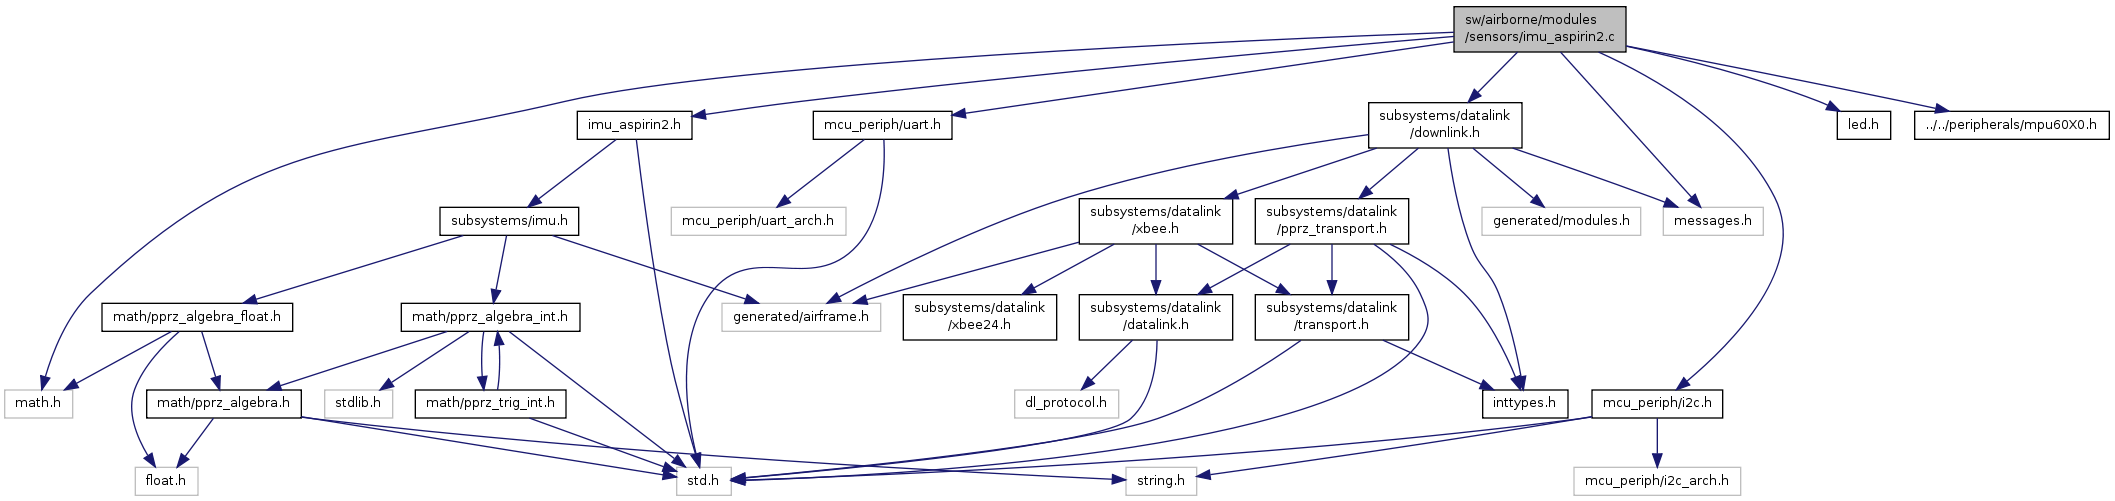 sw/airborne/modules
/sensors/imu_aspirin2.c
imu_aspirin2.h
mcu_periph/uart.h
subsystems/datalink
/downlink.h
led.h
../../peripherals/mpu60X0.h
subsystems/imu.h
mcu_periph/uart_arch.h
subsystems/datalink
/xbee.h
subsystems/datalink
/pprz_transport.h
generated/modules.h
messages.h
math/pprz_algebra_float.h
math/pprz_algebra_int.h
generated/airframe.h
subsystems/datalink
/xbee24.h
subsystems/datalink
/datalink.h
subsystems/datalink
/transport.h
math.h
math/pprz_algebra.h
stdlib.h
math/pprz_trig_int.h
dl_protocol.h
inttypes.h
mcu_periph/i2c.h
float.h
std.h
string.h
mcu_periph/i2c_arch.h